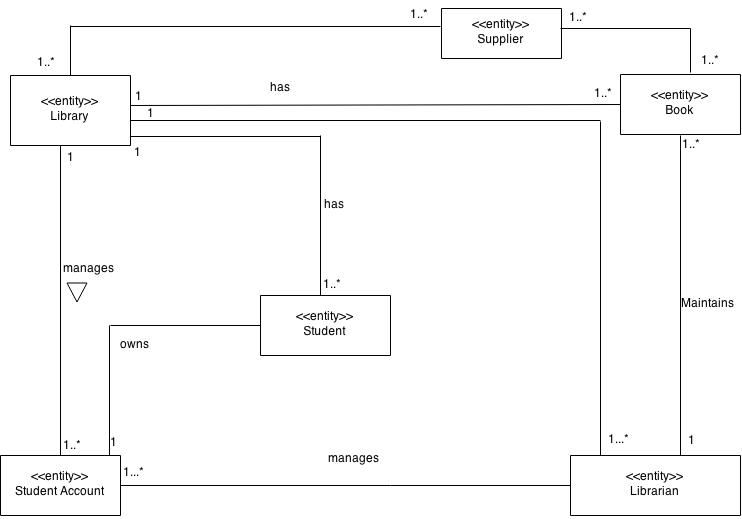 1..*
1..*
<<entity>>
Supplier
1..*
1..*
<<entity>>
Library
1
has
1..*
<<entity>>
Book
1
1
1
1..*
has
manages
1..*
<<entity>>
Student
Maintains
owns
1..*
1
1...*
1
<<entity>>
Student Account
1...*
manages
<<entity>>
Librarian